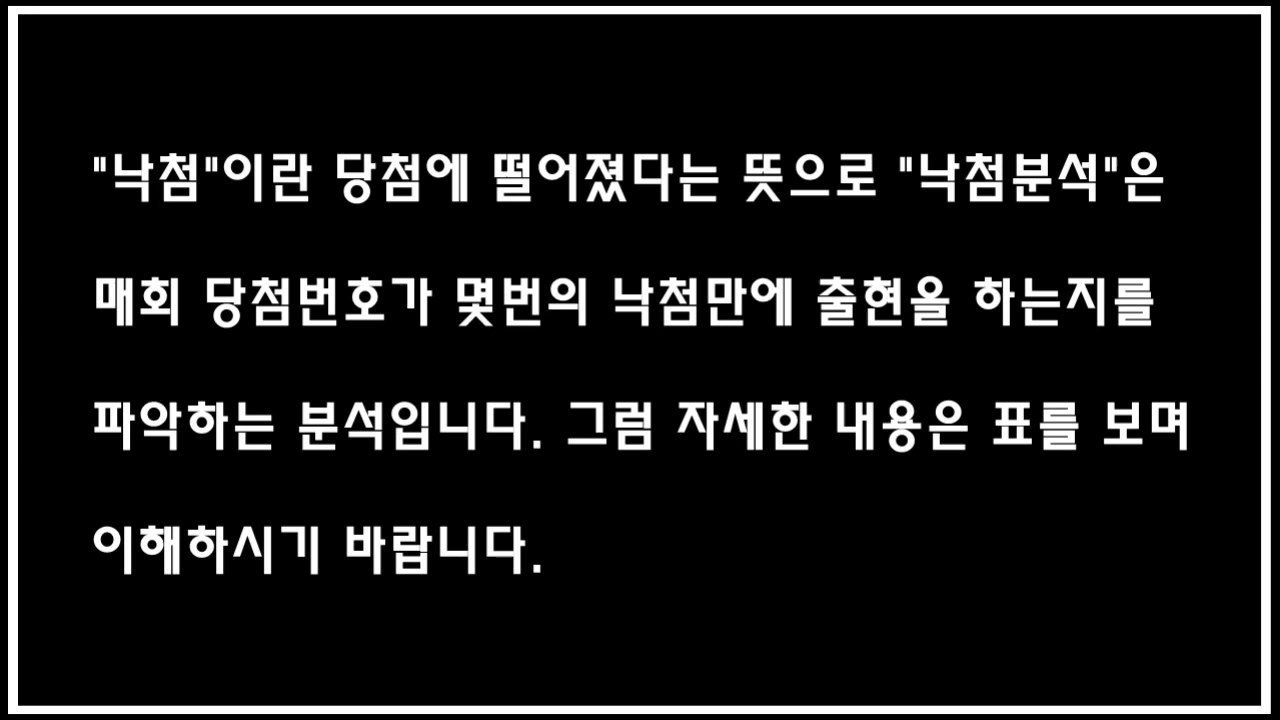 "낙첨"이란 당첨에 떨어졌다는 뜻으로 "낙첨분석"은
매회 당첨번호가 몇번의 낙첨만에 출현을 하는지를
파악하는 분석입니다. 그럼 자세한 내용은 표를 보며
이해하시기 바랍니다.